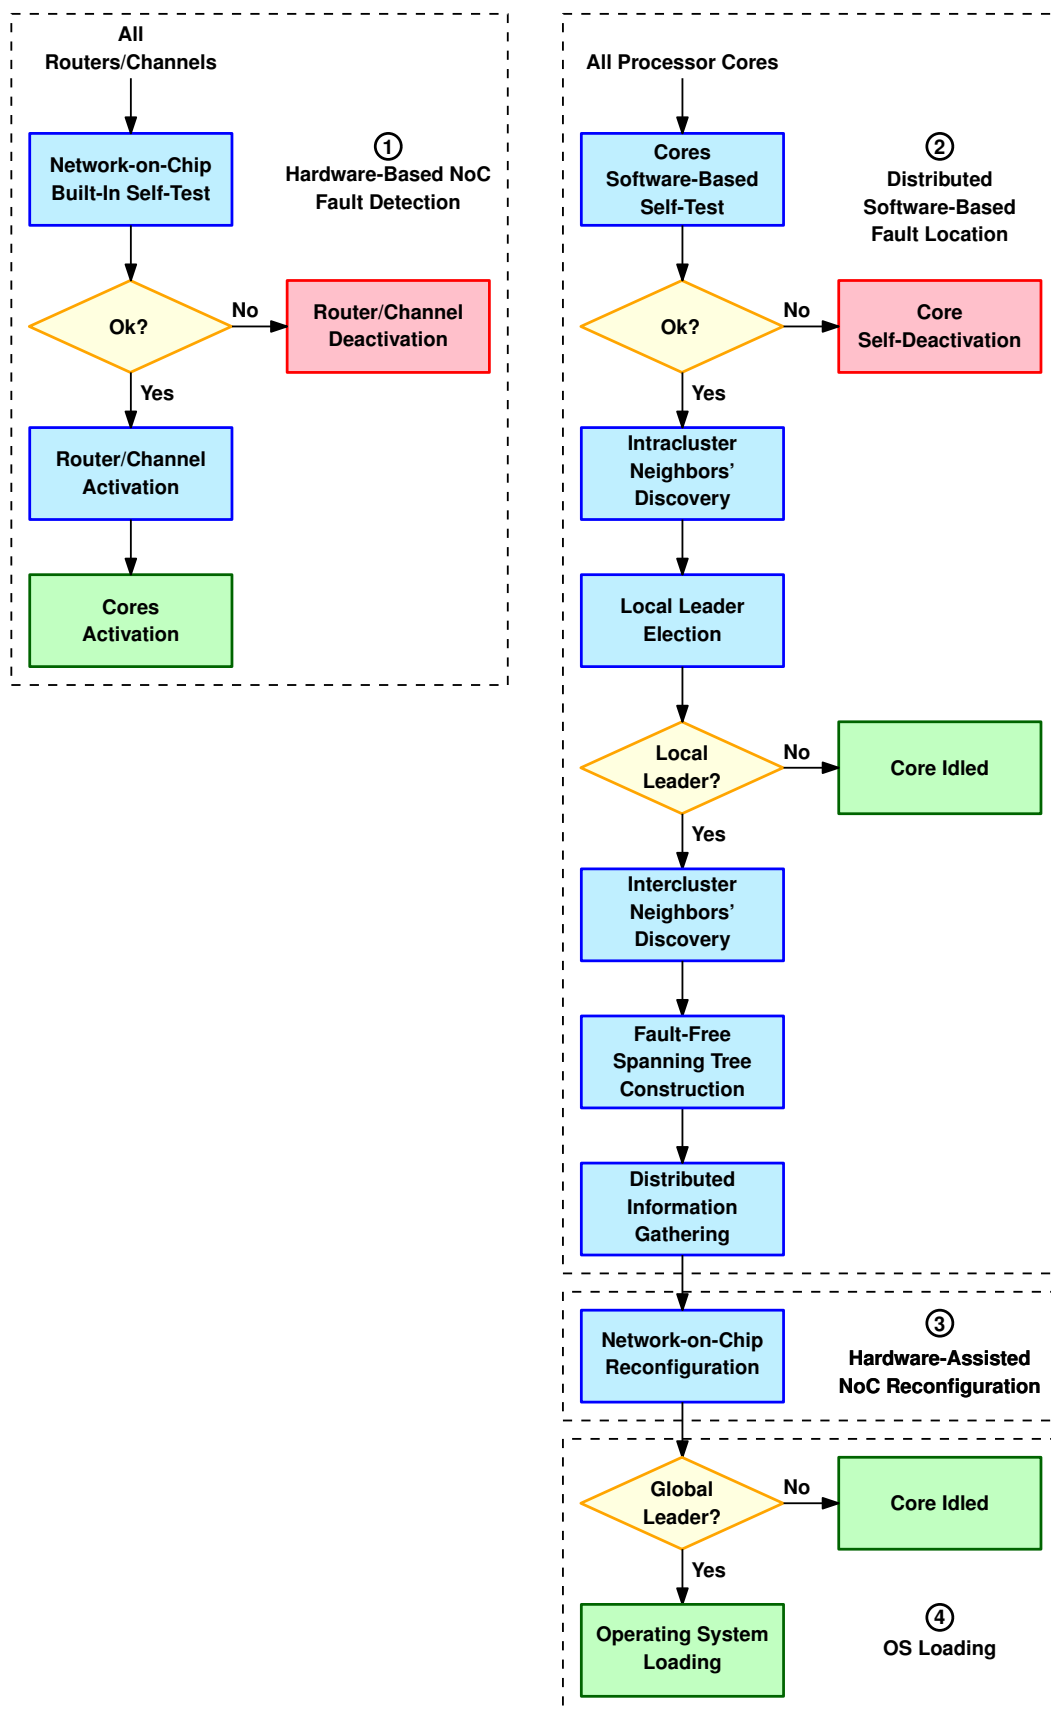 All
Routers/Channels
Network-on-Chip
Built-In Self-Test
1
Hardware-Based NoC
Fault Detection
Ok?
No
Router/Channel
Deactivation
Yes
Router/Channel
Activation
Cores
Activation
All Processor Cores
Cores
Software-Based
Self-Test
2
Distributed
Software-Based
Fault Location
Ok?
No
Core
Self-Deactivation
Yes
Intracluster
Neighbors’
Discovery
Local Leader
Election
Local
Leader?
No
Core Idled
Yes
Intercluster
Neighbors’
Discovery
Fault-Free
Spanning Tree
Construction
Distributed
Information
Gathering
Network-on-Chip
Reconfiguration
3
Hardware-Assisted
NoC Reconfiguration
Global
Leader?
No
Core Idled
Yes
Operating System
Loading
4
OS Loading